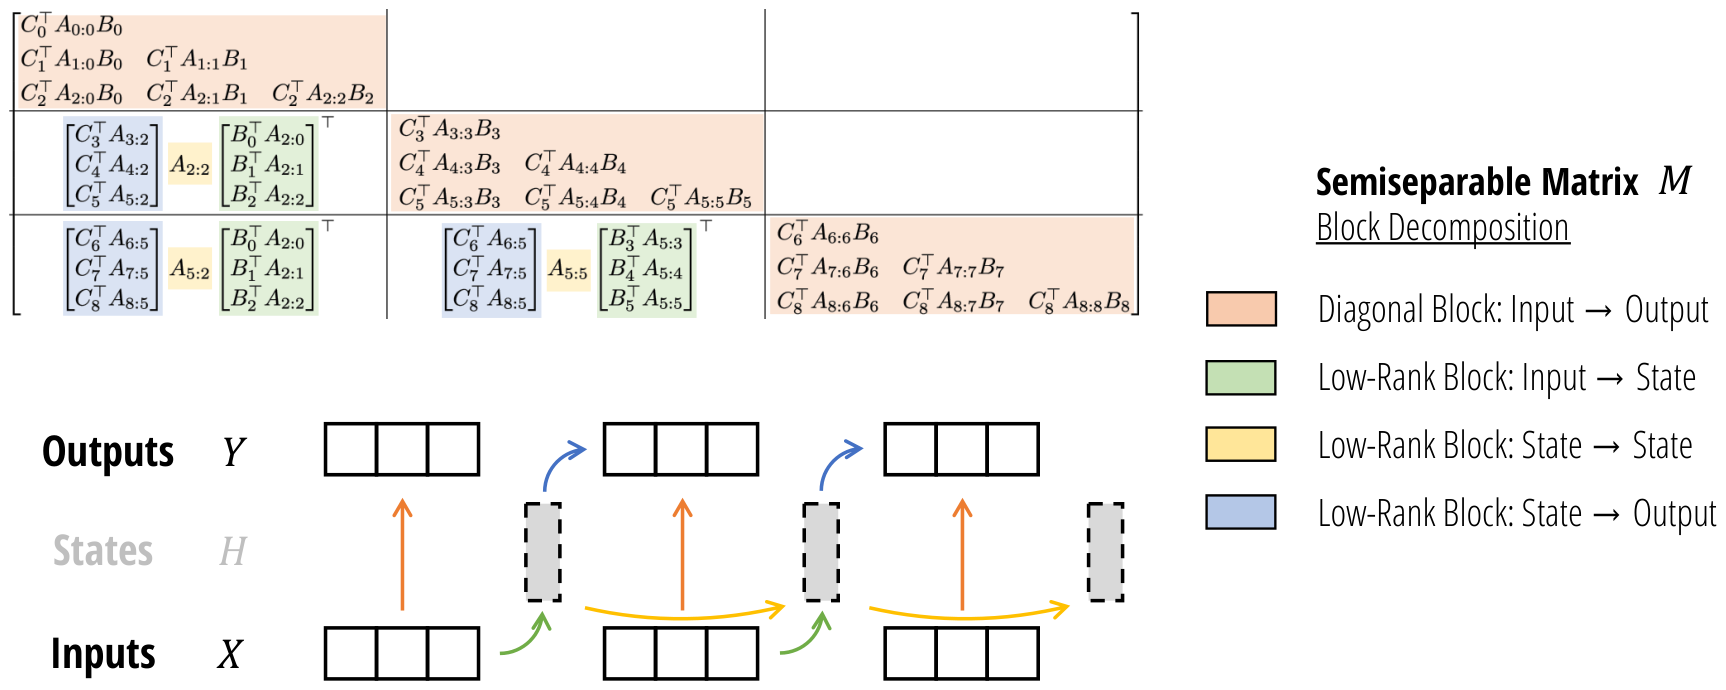 C_0^⊤ A_{0:0} B_0
C_1^⊤ A_{1:0} B_0 C_1^⊤ A_{1:1} B_1
C_2^⊤ A_{2:0} B_0 C_2^⊤ A_{2:1} B_1 C_2^⊤ A_{2:2} B_2
[C_3^⊤ A_{3:2} C_4^⊤ A_{4:2} C_5^⊤ A_{5:2}] A_{2:2} [B_0^⊤ A_{2:0} B_1^⊤ A_{2:1} B_2^⊤ A_{2:2}]^⊤
C_3^⊤ A_{3:3} B_3
C_4^⊤ A_{4:3} B_3 C_4^⊤ A_{4:4} B_4
C_5^⊤ A_{5:3} B_3 C_5^⊤ A_{5:4} B_4 C_5^⊤ A_{5:5} B_5
[C_6^⊤ A_{6:5} C_7^⊤ A_{7:5} C_8^⊤ A_{8:5}] A_{5:2} [B_0^⊤ A_{2:0} B_1^⊤ A_{2:1} B_2^⊤ A_{2:2}]^⊤
[C_6^⊤ A_{6:5} C_7^⊤ A_{7:5} C_8^⊤ A_{8:5}] A_{5:5} [B_3^⊤ A_{5:3} B_4^⊤ A_{5:4} B_5^⊤ A_{5:5}]^⊤
C_6^⊤ A_{6:6} B_6
C_7^⊤ A_{7:6} B_6 C_7^⊤ A_{7:7} B_7
C_8^⊤ A_{8:6} B_6 C_8^⊤ A_{8:7} B_7 C_8^⊤ A_{8:8} B_8
Semiseparable Matrix M
Block Decomposition
Diagonal Block: Input → Output
Low-Rank Block: Input → State
Low-Rank Block: State → State
Low-Rank Block: State → Output
Outputs Y
States H
Inputs X